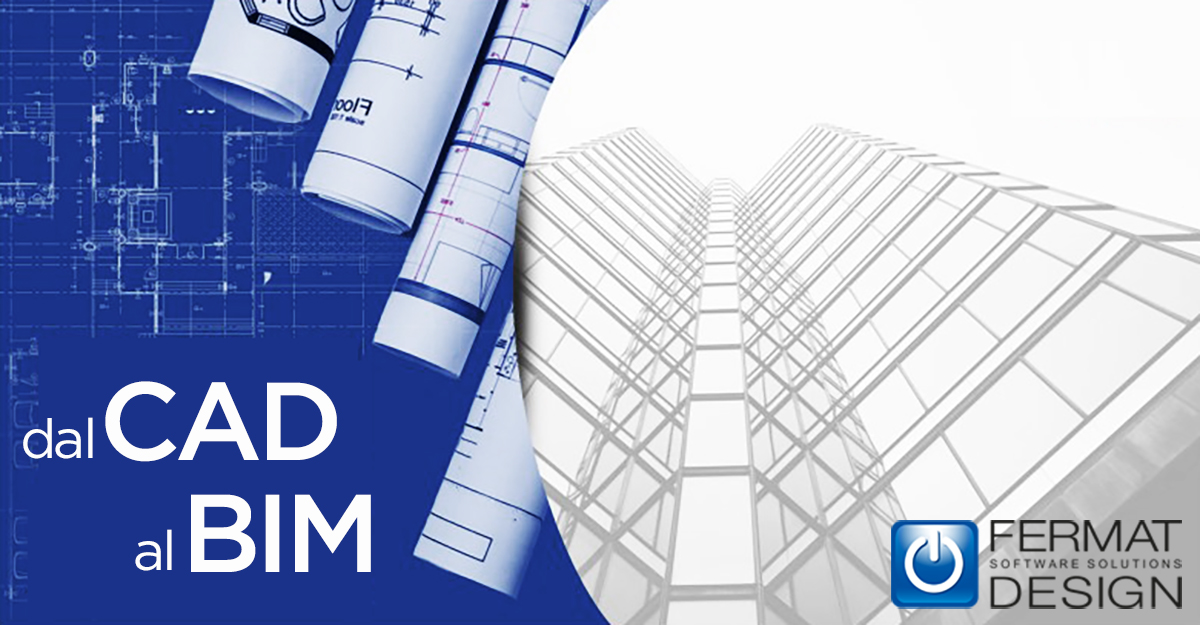 dal CAD
al BIM
FERMAT
SOFTWARE SOLUTIONS
DESIGN